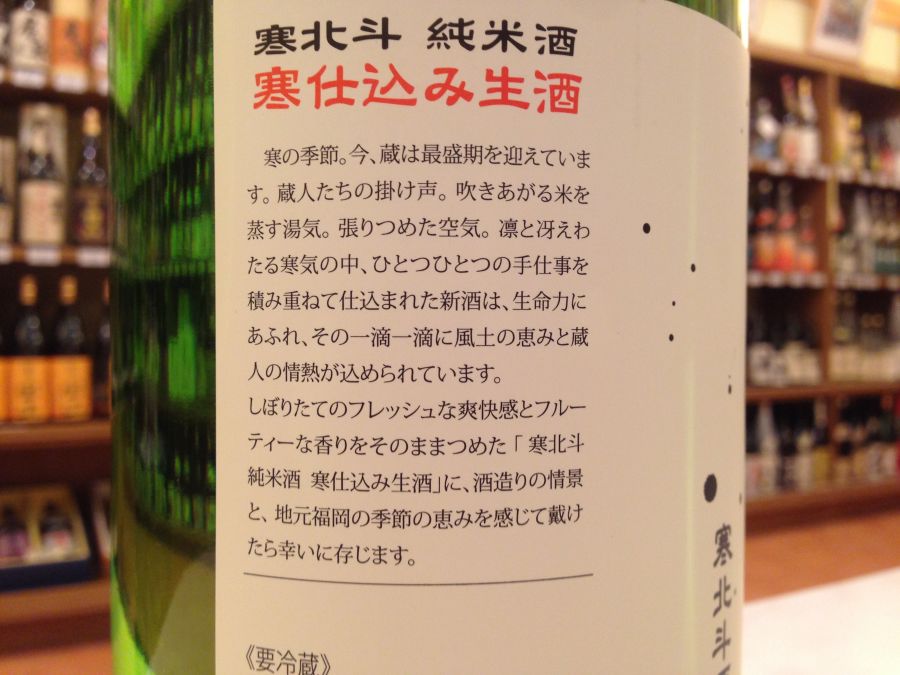 寒北斗 純米酒
寒仕込み生酒
寒の季節。今、蔵は最盛期を迎えていま
す。蔵人たちの掛け声。吹きあがる米を
蒸す湯気。張りつめた空気。凛と冴えわ
たる寒気の中、ひとつひとつの手仕事を
積み重ねて仕込まれた新酒は、生命力に
あふれ、その一滴一滴に風土の恵みと蔵
人の情熱が込められています。
しぼりたてのフレッシュな爽快感とフルー
ティーな香りをそのままつめた「寒北斗
純米酒 寒仕込み生酒」に、酒造りの情景
と、地元福岡の季節の恵みを感じて戴け
たら幸いに存じます。
《要冷蔵》
寒北斗